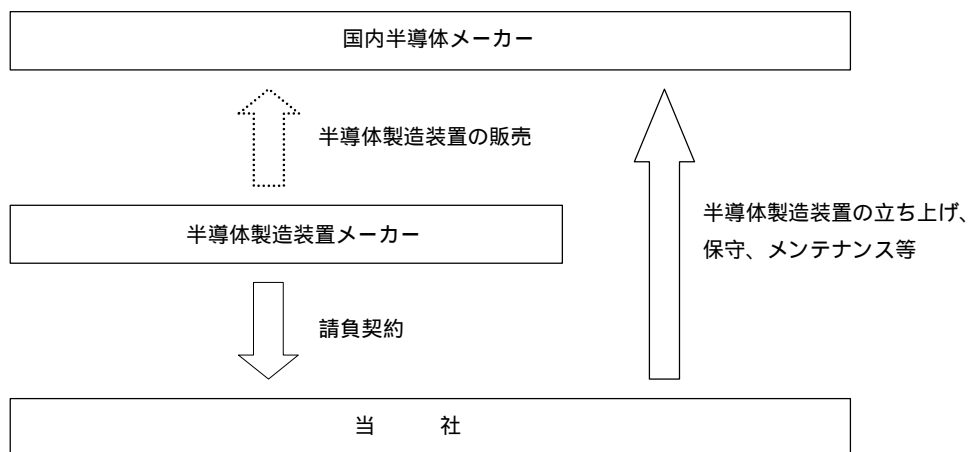 国内半導体メーカー
半導体製造装置の販売
半導体製造装置メーカー
半導体製造装置の立ち上げ、
保守、メンテナンス等
請負契約
当　　　社